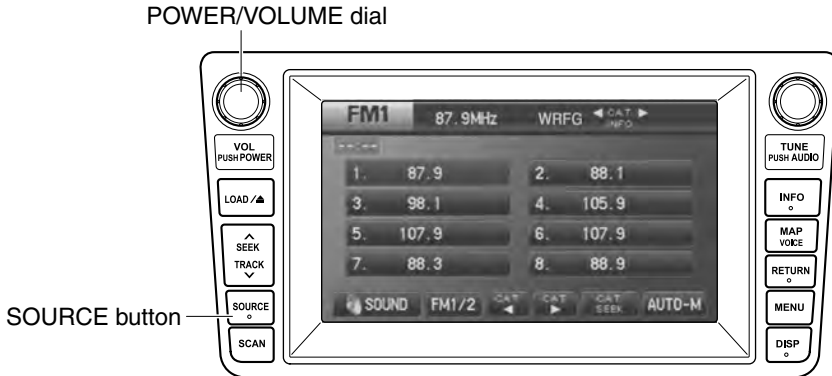 POWER/VOLUME dial
VOL
PUSH POWER
LOAD/⏏
SEEK
TRACK
SOURCE button
SOURCE
SCAN
FM1 87.9MHz WRFG ◀ CAT ▶
INFO
--:--
1. 87.9 2. 88.1
3. 98.1 4. 105.9
5. 107.9 6. 107.9
7. 88.3 8. 88.9
SOUND FM1/2 CAT ◀ CAT ▶ CAT SEEK AUTO-M
TUNE
PUSH AUDIO
INFO
MAP
VOICE
RETURN
MENU
DISP